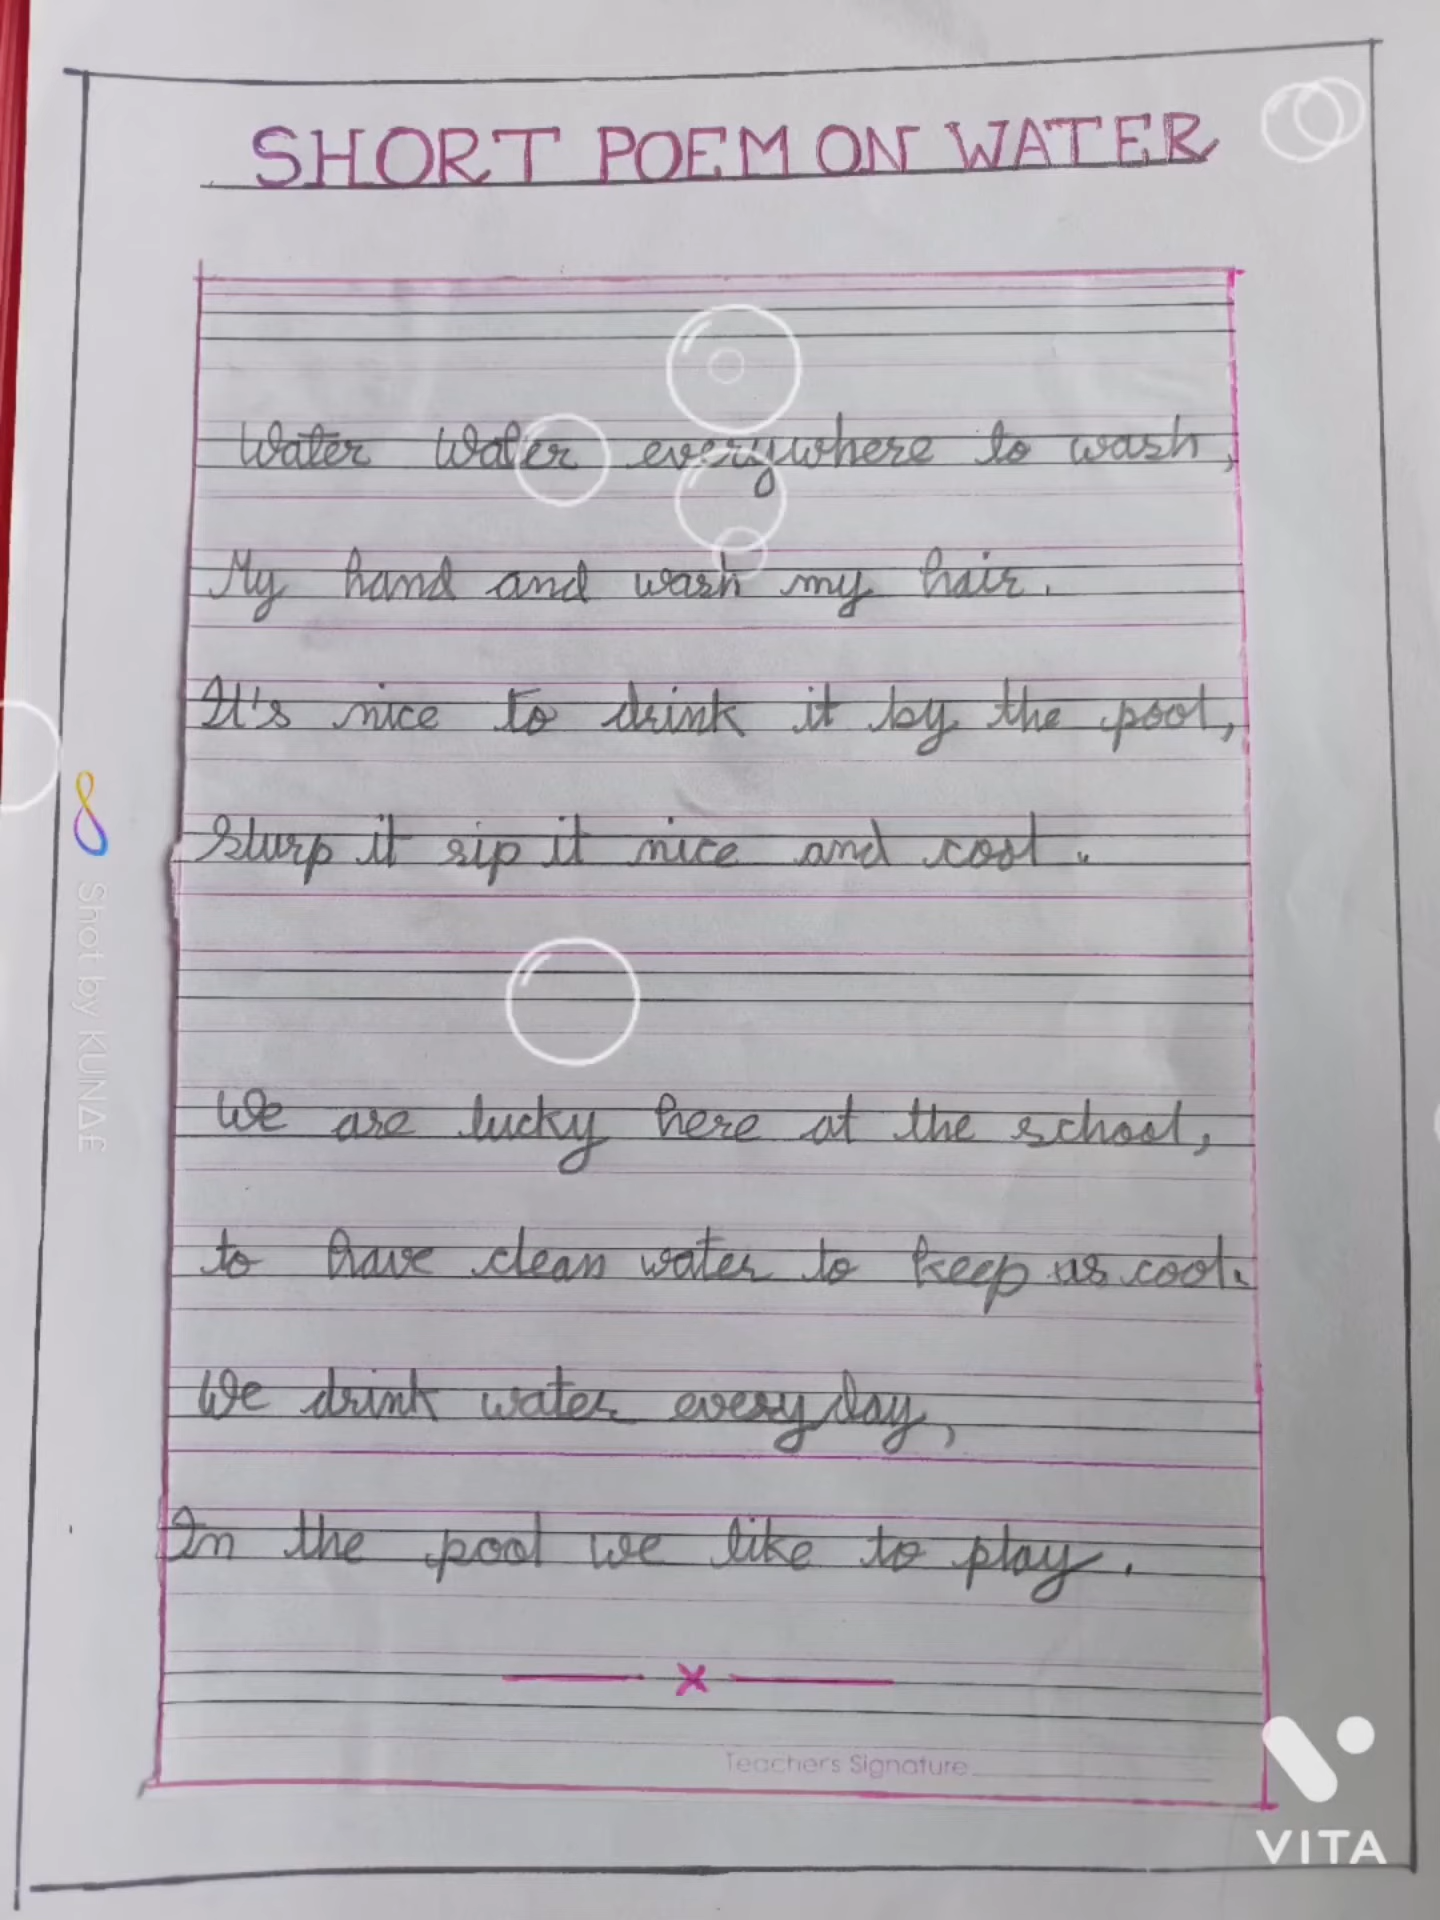 SHORT POEM ON WATER
Water Water everywhere to wash,
My hand and wash my hair.
It's nice to drink it by the pool,
Slurp it sip it nice and cool.
We are lucky here at the school,
to have clean water to keep us cool.
We drink water everyday,
In the pool we like to play.
x
Teachers Signature
Shot by KUNΔ£
VITA